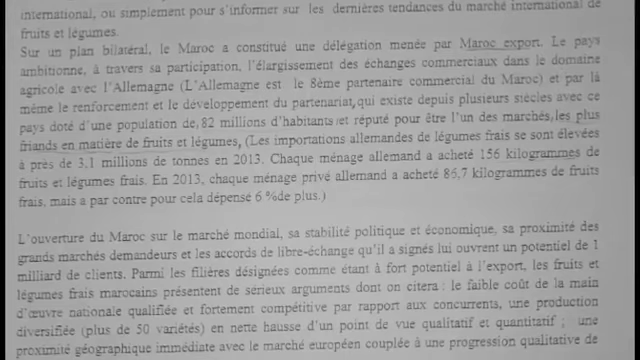 international, ou simplement pour s'informer sur les dernières tendances du marché international de
fruits et légumes.
Sur un plan bilatéral, le Maroc a constitué une délégation menée par Maroc export. Le pays
ambitionne, à travers sa participation, l'élargissement des échanges commerciaux dans le domaine
agricole avec l'Allemagne (L'Allemagne est le 8ème partenaire commercial du Maroc) et par là
même le renforcement et le développement du partenariat, qui existe depuis plusieurs siècles avec ce
pays doté d'une population de, 82 millions d'habitants et réputé pour être l'un des marchés, les plus
friands en matière de fruits et légumes, (Les importations allemandes de légumes frais se sont élevées
à près de 3,1 millions de tonnes en 2013. Chaque ménage allemand a acheté 156 kilogrammes de
fruits et légumes frais. En 2013, chaque ménage privé allemand a acheté 86,7 kilogrammes de fruits
frais, mais a par contre pour cela dépensé 6 %de plus.)
L'ouverture du Maroc sur le marché mondial, sa stabilité politique et économique, sa proximité des
grands marchés demandeurs et les accords de libre-échange qu'il a signés lui ouvrent un potentiel de 1
milliard de clients. Parmi les filières désignées comme étant à fort potentiel à l'export, les fruits et
légumes frais marocains présentent de sérieux arguments dont on citera : le faible coût de la main
d'œuvre nationale qualifiée et fortement compétitive par rapport aux concurrents, une production
diversifiée (plus de 50 variétés) en nette hausse d'un point de vue qualitatif et quantitatif ; une
proximité géographique immédiate avec le marché européen couplée à une progression qualitative de